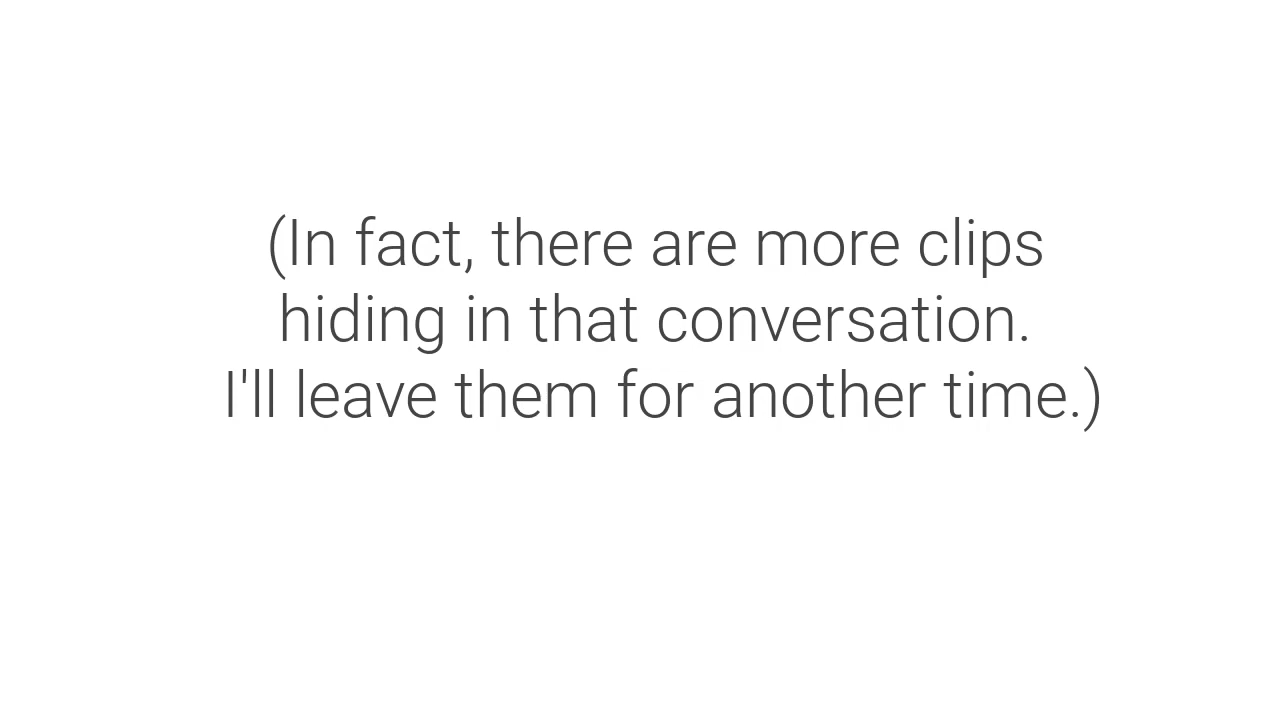 (In fact, there are more clips
hiding in that conversation.
I'll leave them for another time.)